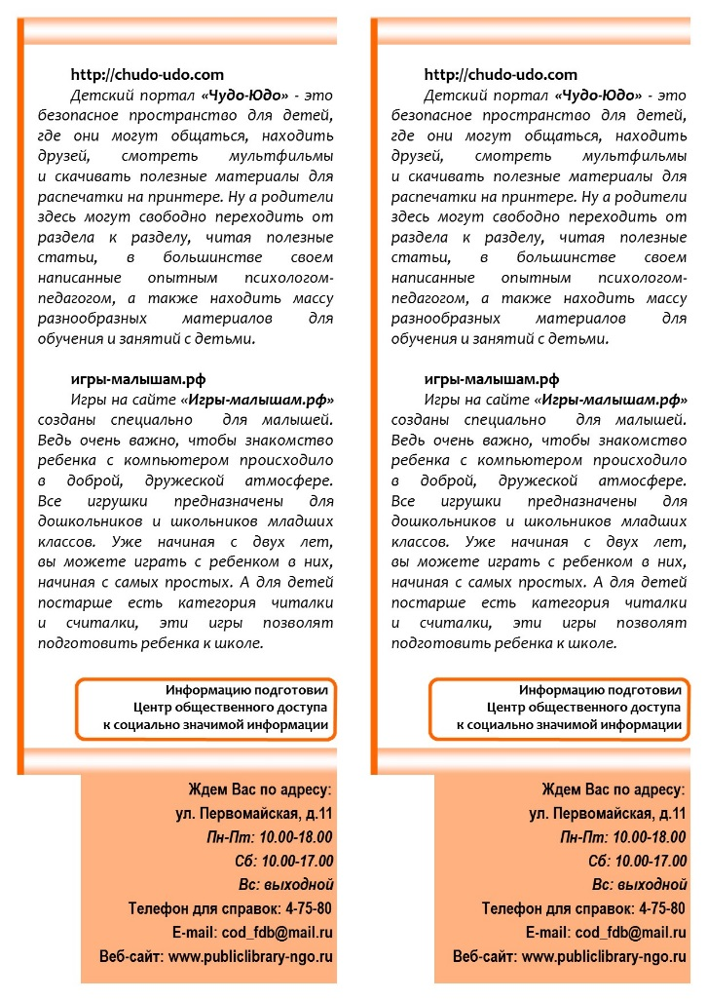 http://chudo-udo.com
Детский портал «Чудо-Юдо» - это
безопасное пространство для детей,
где они могут общаться, находить
друзей, смотреть мультфильмы
и скачивать полезные материалы для
распечатки на принтере. Ну а родители
здесь могут свободно переходить от
раздела к разделу, читая полезные
статьи, в большинстве своем
написанные опытным психологом-
педагогом, а также находить массу
разнообразных материалов для
обучения и занятий с детьми.
игры-малышам.рф
Игры на сайте «Игры-малышам.рф»
созданы специально для малышей.
Ведь очень важно, чтобы знакомство
ребенка с компьютером происходило
в доброй, дружеской атмосфере.
Все игрушки предназначены для
дошкольников и школьников младших
классов. Уже начиная с двух лет,
вы можете играть с ребенком в них,
начиная с самых простых. А для детей
постарше есть категория читалки
и считалки, эти игры позволят
подготовить ребенка к школе.
Информацию подготовил
Центр общественного доступа
к социально значимой информации
Ждем Вас по адресу:
ул. Первомайская, д.11
Пн-Пт: 10.00-18.00
Сб: 10.00-17.00
Вс: выходной
Телефон для справок: 4-75-80
E-mail: cod_fdb@mail.ru
Веб-сайт: www.publiclibrary-ngo.ru
http://chudo-udo.com
Детский портал «Чудо-Юдо» - это
безопасное пространство для детей,
где они могут общаться, находить
друзей, смотреть мультфильмы
и скачивать полезные материалы для
распечатки на принтере. Ну а родители
здесь могут свободно переходить от
раздела к разделу, читая полезные
статьи, в большинстве своем
написанные опытным психологом-
педагогом, а также находить массу
разнообразных материалов для
обучения и занятий с детьми.
игры-малышам.рф
Игры на сайте «Игры-малышам.рф»
созданы специально для малышей.
Ведь очень важно, чтобы знакомство
ребенка с компьютером происходило
в доброй, дружеской атмосфере.
Все игрушки предназначены для
дошкольников и школьников младших
классов. Уже начиная с двух лет,
вы можете играть с ребенком в них,
начиная с самых простых. А для детей
постарше есть категория читалки
и считалки, эти игры позволят
подготовить ребенка к школе.
Информацию подготовил
Центр общественного доступа
к социально значимой информации
Ждем Вас по адресу:
ул. Первомайская, д.11
Пн-Пт: 10.00-18.00
Сб: 10.00-17.00
Вс: выходной
Телефон для справок: 4-75-80
E-mail: cod_fdb@mail.ru
Веб-сайт: www.publiclibrary-ngo.ru